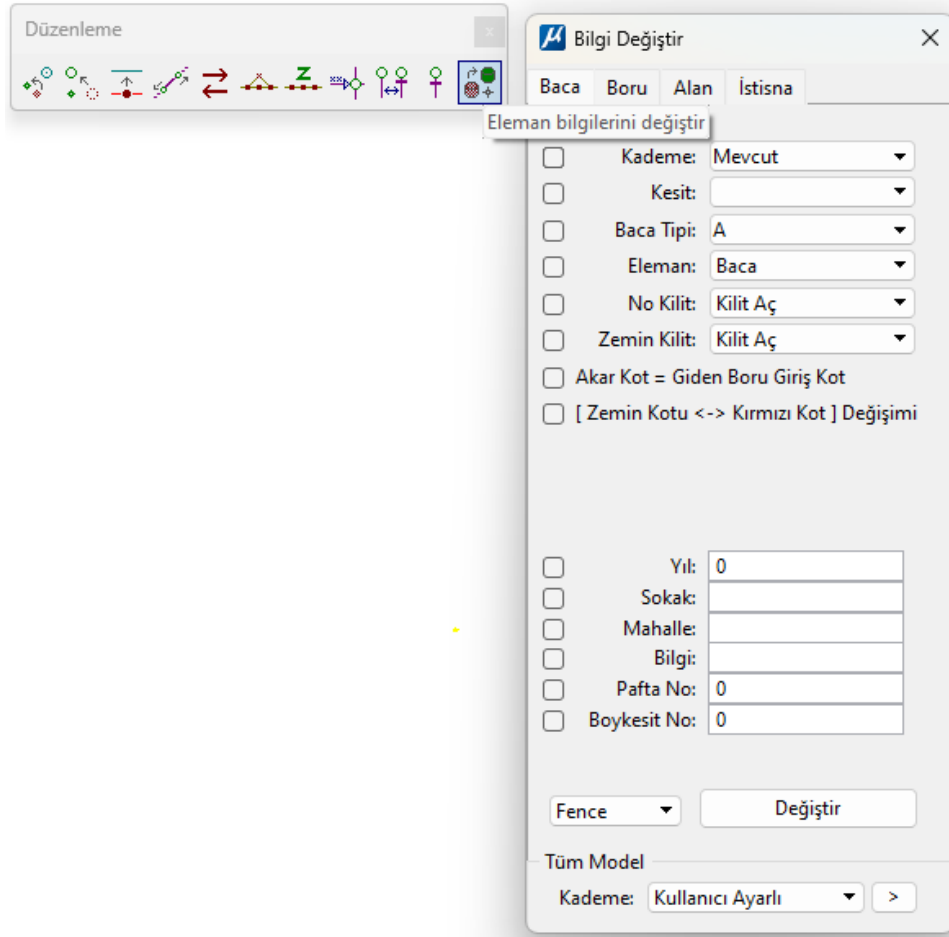 Düzenleme
x
µ Bilgi Değiştir
Baca Boru Alan İstisna
Eleman bilgilerini değiştir
Kademe: Mevcut
Kesit:
Baca Tipi: A
Eleman: Baca
No Kilit: Kilit Aç
Zemin Kilit: Kilit Aç
Akar Kot = Giden Boru Giriş Kot
[ Zemin Kotu <-> Kırmızı Kot ] Değişimi
Yıl: 0
Sokak:
Mahalle:
Bilgi:
Pafta No: 0
Boykesit No: 0
Fence Değiştir
Tüm Model
Kademe: Kullanıcı Ayarlı >